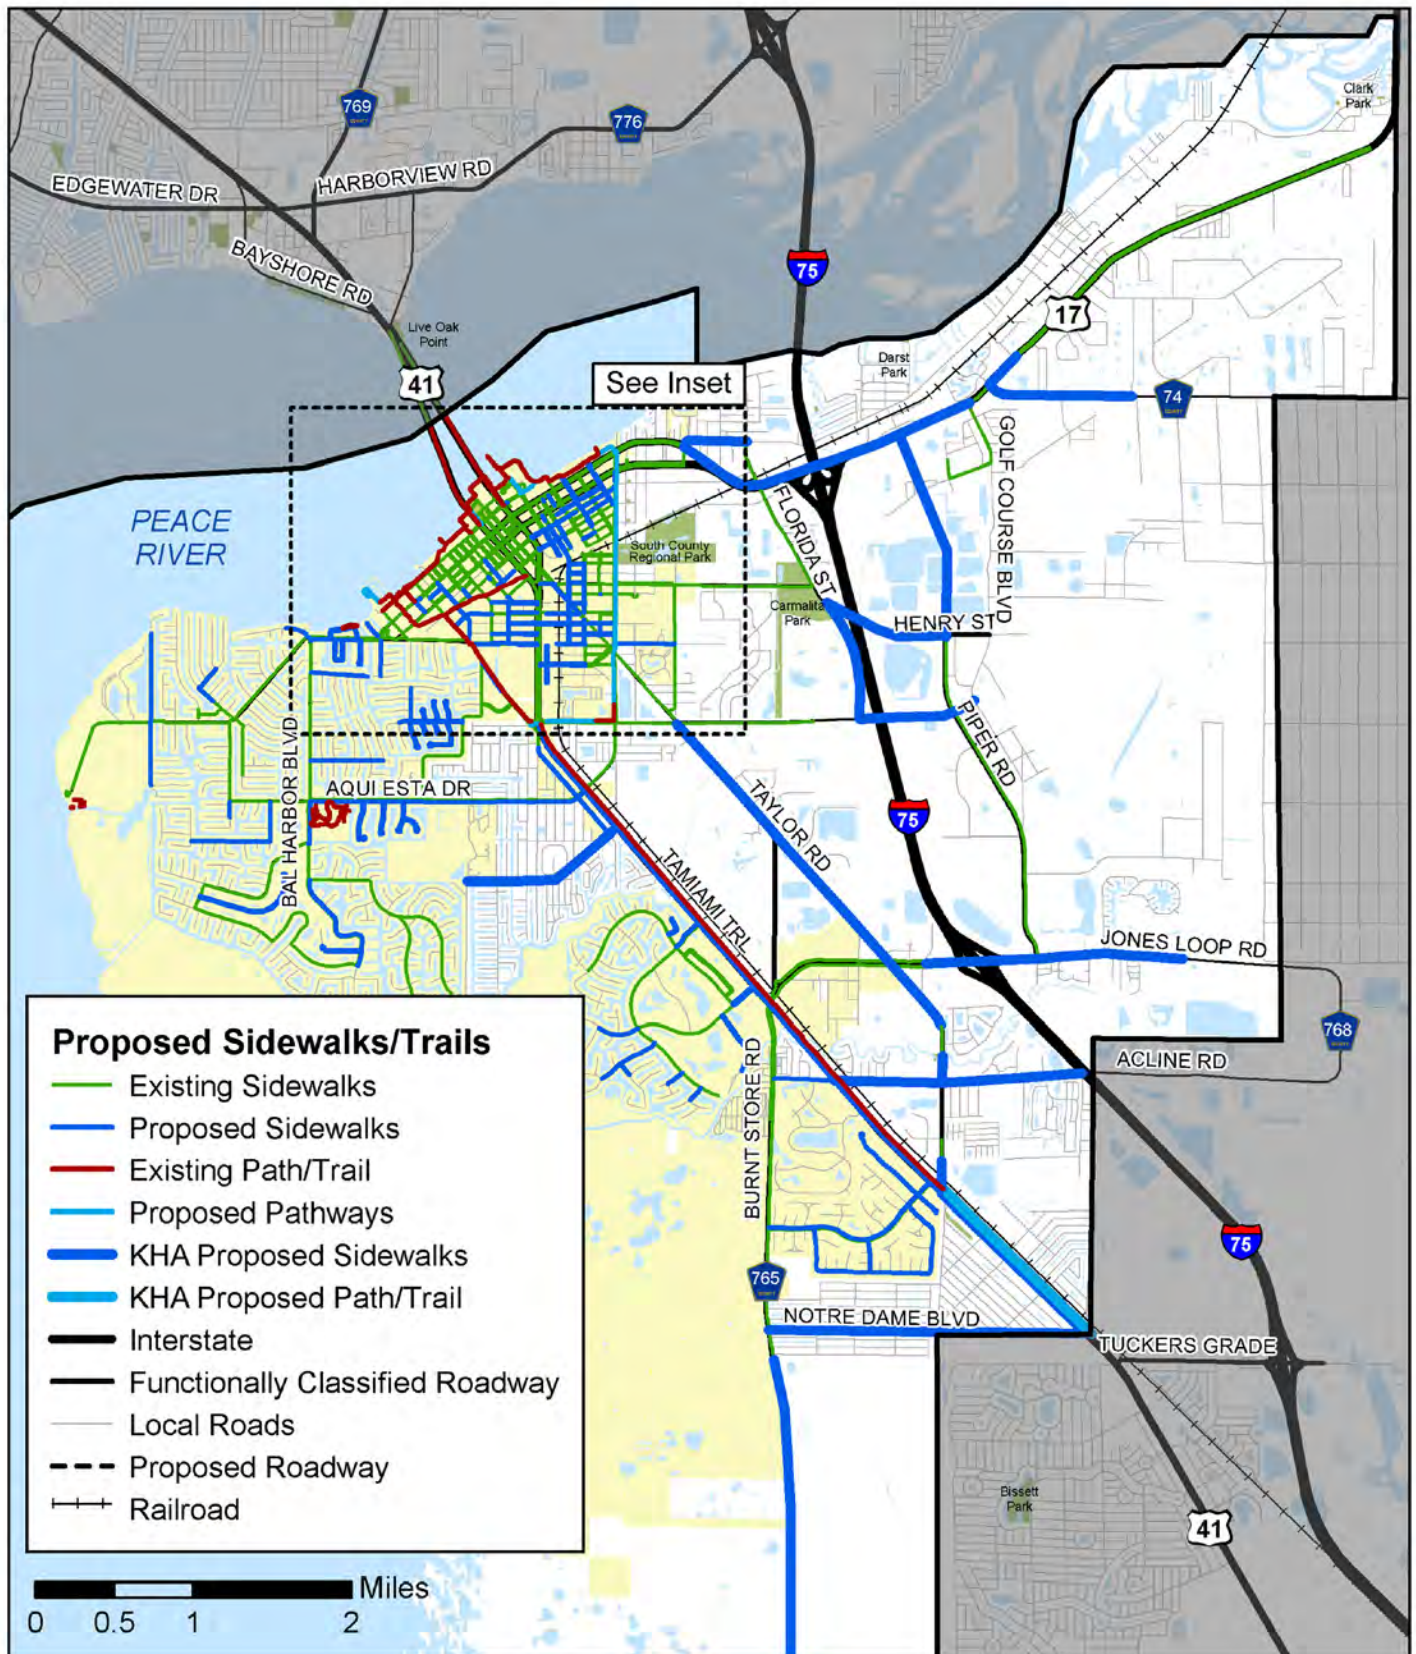 Clark
Park
769
776
EDGEWATER DR
HARBORVIEW RD
BAYSHORE RD
75
17
Live Oak
Point
41
Darst
Park
See Inset
74
GOLF COURSE BLVD
PEACE
RIVER
FLORIDA ST
South County
Regional Park
Carmalita
Park
HENRY ST
PIPER RD
BAL HARBOR BLVD
AQUI ESTA DR
TAYLOR RD
75
TAMIAMI TRL
JONES LOOP RD
768
ACLINE RD
BURNT STORE RD
75
765
NOTRE DAME BLVD
TUCKERS GRADE
Bissett
Park
41
Proposed Sidewalks/Trails
Existing Sidewalks
Proposed Sidewalks
Existing Path/Trail
Proposed Pathways
KHA Proposed Sidewalks
KHA Proposed Path/Trail
Interstate
Functionally Classified Roadway
Local Roads
Proposed Roadway
Railroad
Miles
0 0.5 1 2